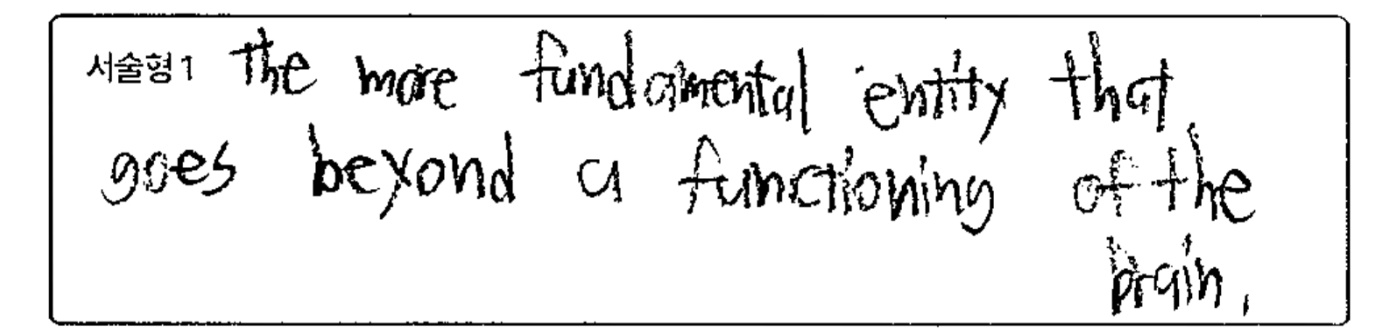 서술형 1 The more fundamental entity that
goes beyond a functioning of the
brain.